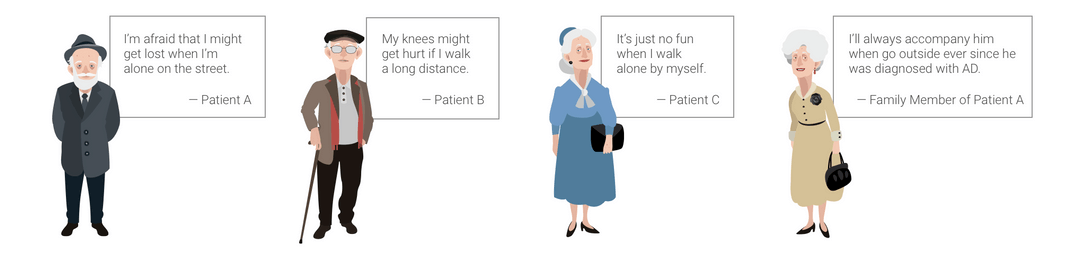 I'm afraid that I might
get lost when I'm
alone on the street.
— Patient A
My knees might
get hurt if I walk
a long distance.
— Patient B
It's just no fun
when I walk
alone by myself.
— Patient C
I'll always accompany him
when go outside ever since he
was diagnosed with AD.
— Family Member of Patient A